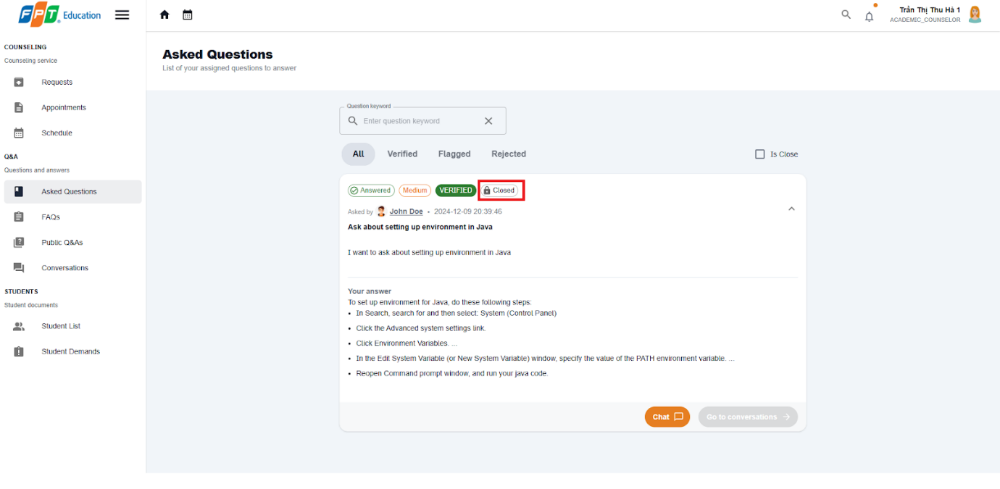 FPT Education
Trần Thị Thu Hà 1
ACADEMIC_COUNSELOR
COUNSELING
Counseling service
Requests
Appointments
Schedule
Q&A
Questions and answers
Asked Questions
FAQs
Public Q&As
Conversations
STUDENTS
Student documents
Student List
Student Demands
Asked Questions
List of your assigned questions to answer
Question keyword
Enter question keyword
All Verified Flagged Rejected Is Close
Answered Medium VERIFIED Closed
Asked by John Doe • 2024-12-09 20:39:46
Ask about setting up environment in Java
I want to ask about setting up environment in Java
Your answer
To set up environment for Java, do these following steps:
• In Search, search for and then select: System (Control Panel)
• Click the Advanced system settings link.
• Click Environment Variables. ...
• In the Edit System Variable (or New System Variable) window, specify the value of the PATH environment variable. ...
• Reopen Command prompt window, and run your java code.
Chat Go to conversations